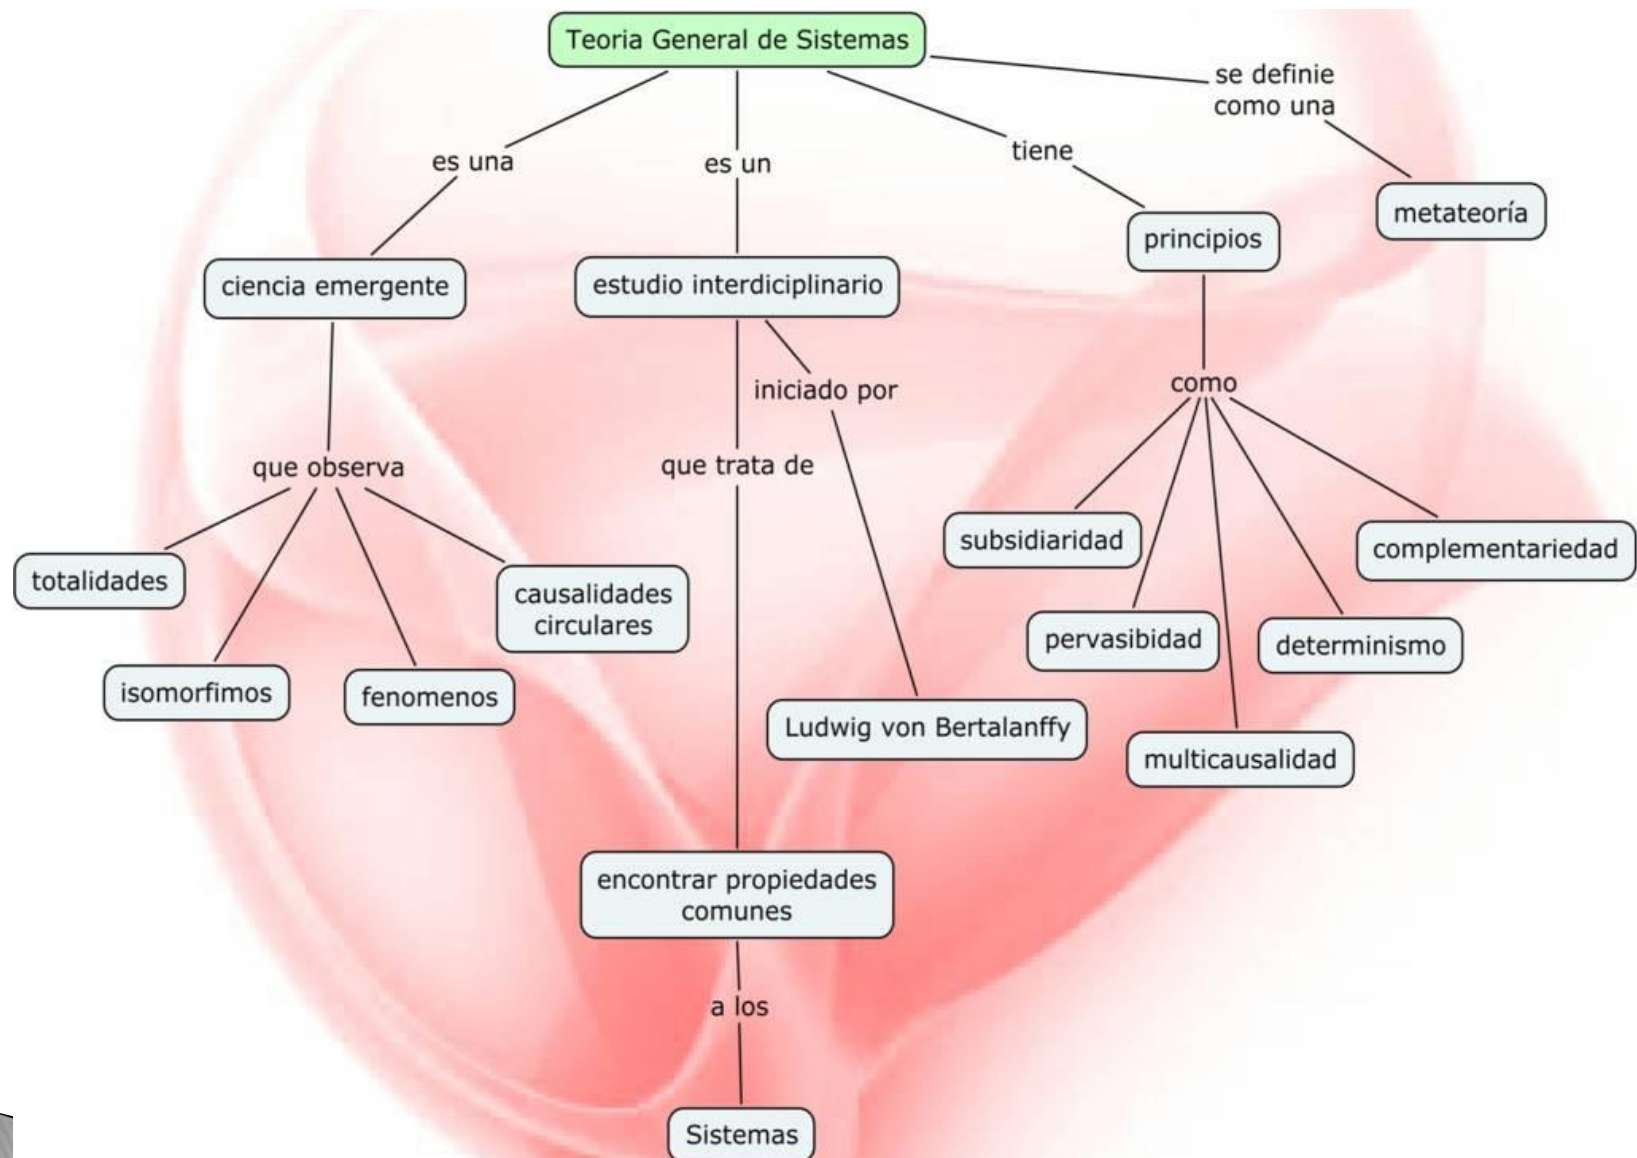 Teoria General de Sistemas
se definie
como una
es una
es un
tiene
metateoría
principios
ciencia emergente
estudio interdiciplinario
como
iniciado por
que observa
que trata de
subsidiaridad
complementariedad
totalidades
causalidades
circulares
pervasibidad
determinismo
isomorfimos
fenomenos
Ludwig von Bertalanffy
multicausalidad
encontrar propiedades
comunes
a los
Sistemas